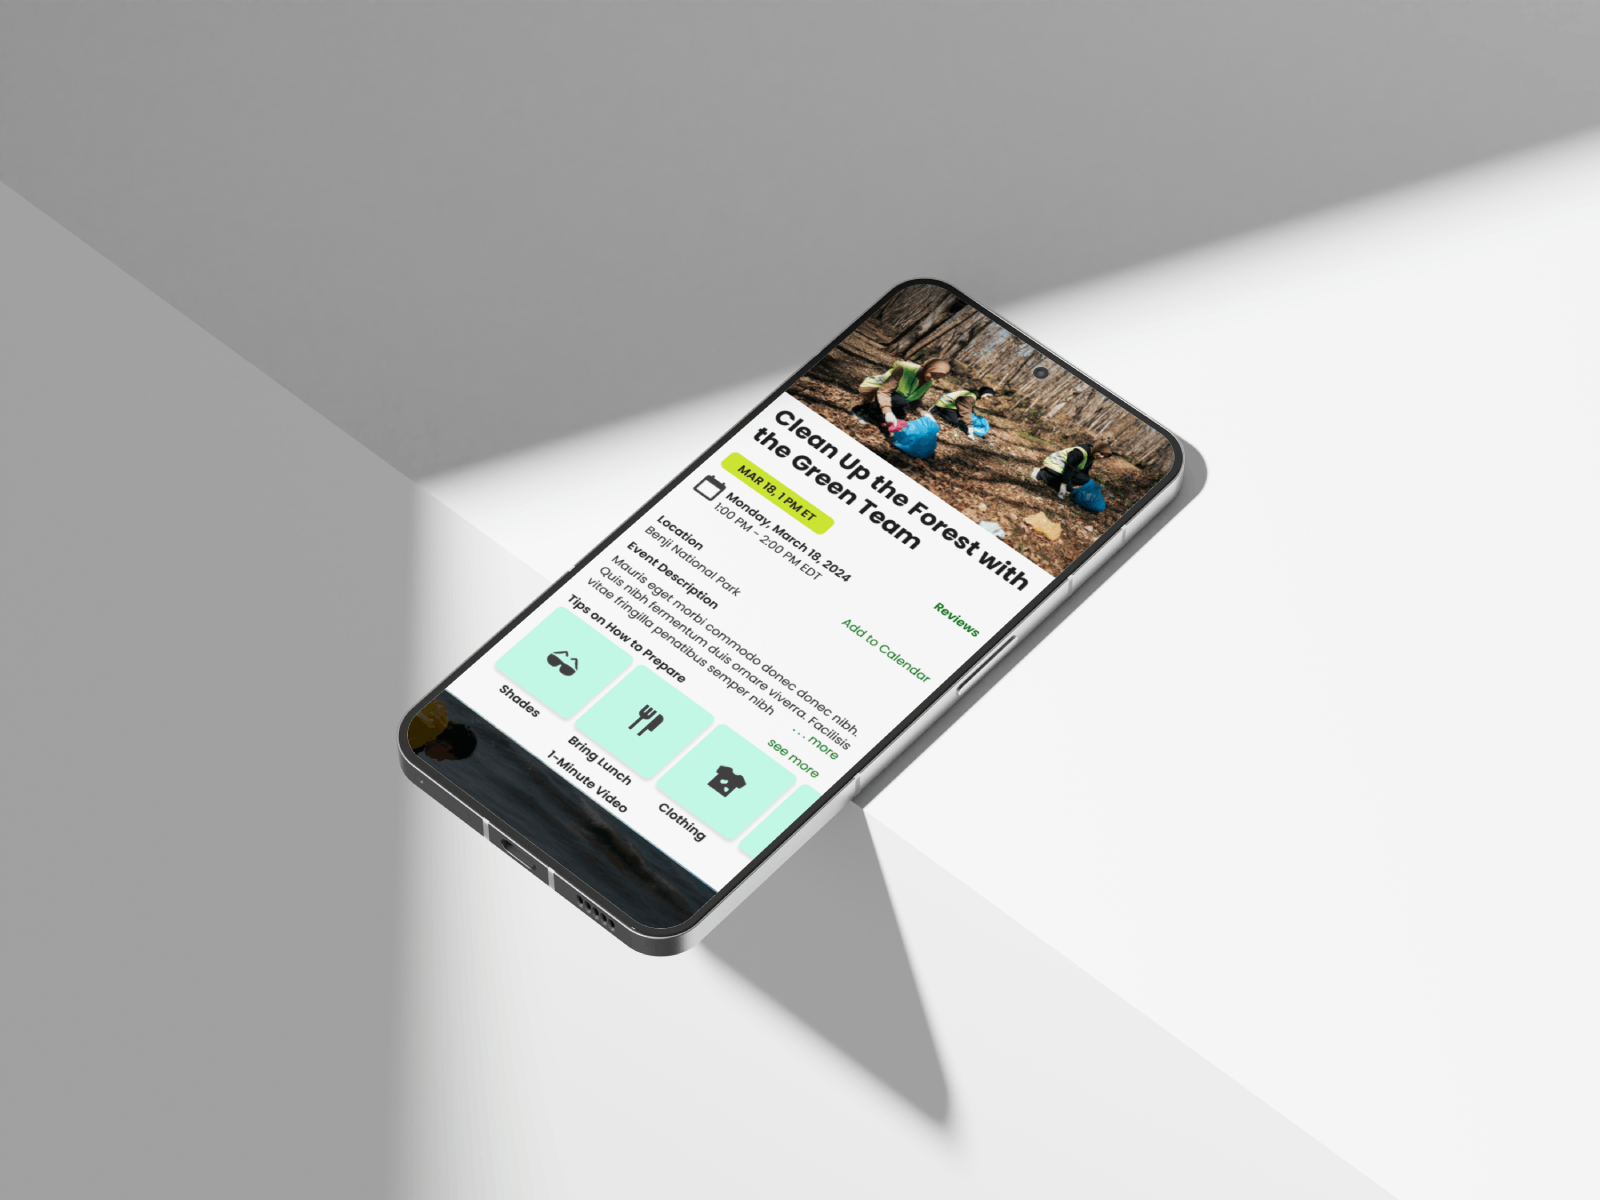 Clean Up the Forest with
the Green Team
MAR 18, 1 PM ET
Reviews
Monday, March 18, 2024
1:00 PM – 2:00 PM EDT
Add to Calendar
Location
Benji National Park
Event Description
Mauris eget morbi commodo donec donec nibh.
Quis nibh fermentum duis ornare viverra. Facilisis
vitae fringilla penatibus semper nibh
... more
Tips on How to Prepare
see more
Shades
Bring Lunch
Clothing
1-Minute Video